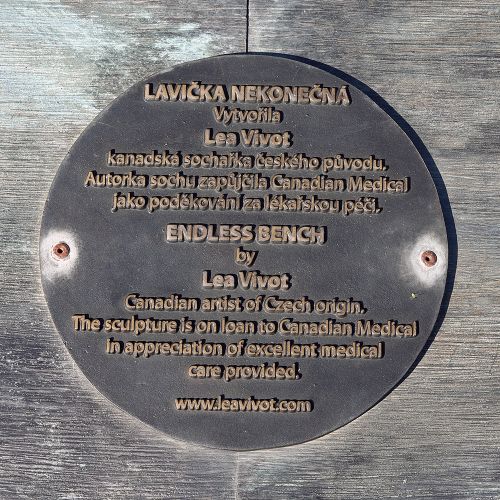 LAVIČKA NEKONEČNÁ
Vytvořila
Lea Vivot
kanadská sochařka českého původu.
Autorka sochu zapůjčila Canadian Medical
jako poděkování za lékařskou péči.
ENDLESS BENCH
by
Lea Vivot
Canadian artist of Czech origin.
The sculpture is on loan to Canadian Medical
in appreciation of excellent medical
care provided.
www.leavivot.com